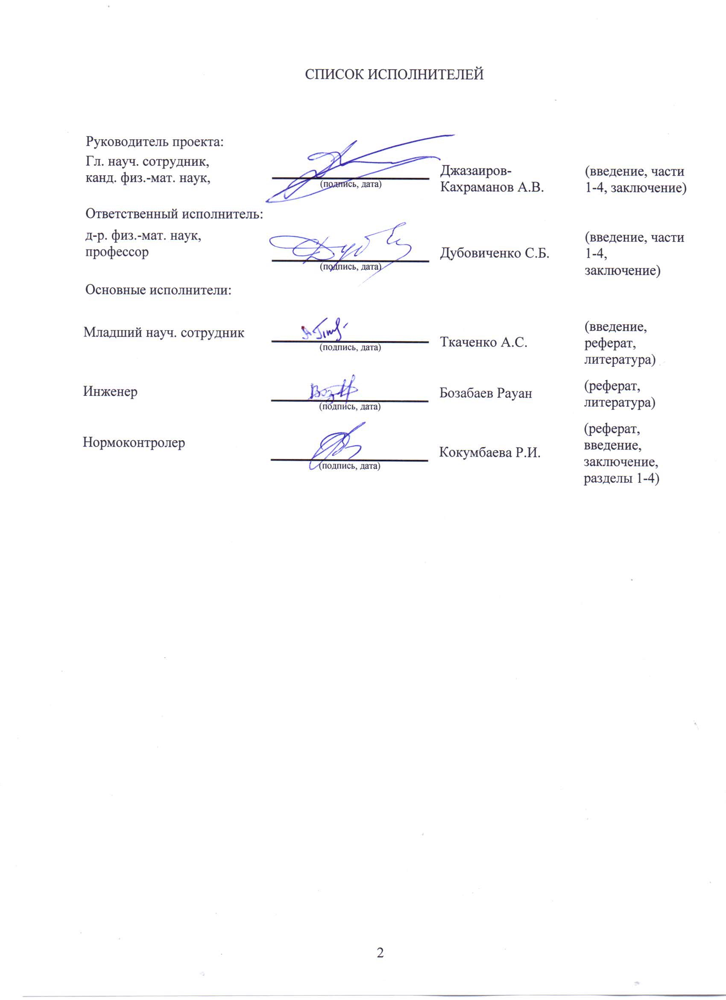 СПИСОК ИСПОЛНИТЕЛЕЙ
Руководитель проекта:
Гл. науч. сотрудник,
канд. физ.-мат. наук,
(подпись, дата)
Джазаиров-
Кахраманов А.В.
(введение, части
1-4, заключение)
Ответственный исполнитель:
д-р. физ.-мат. наук,
профессор
(подпись, дата)
Дубовиченко С.Б.
(введение, части
1-4,
заключение)
Основные исполнители:
Младший науч. сотрудник
(подпись, дата)
Ткаченко А.С.
(введение,
реферат,
литература)
Инженер
(подпись, дата)
Бозабаев Рауан
(реферат,
литература)
Нормоконтролер
(подпись, дата)
Кокумбаева Р.И.
(реферат,
введение,
заключение,
разделы 1-4)
2